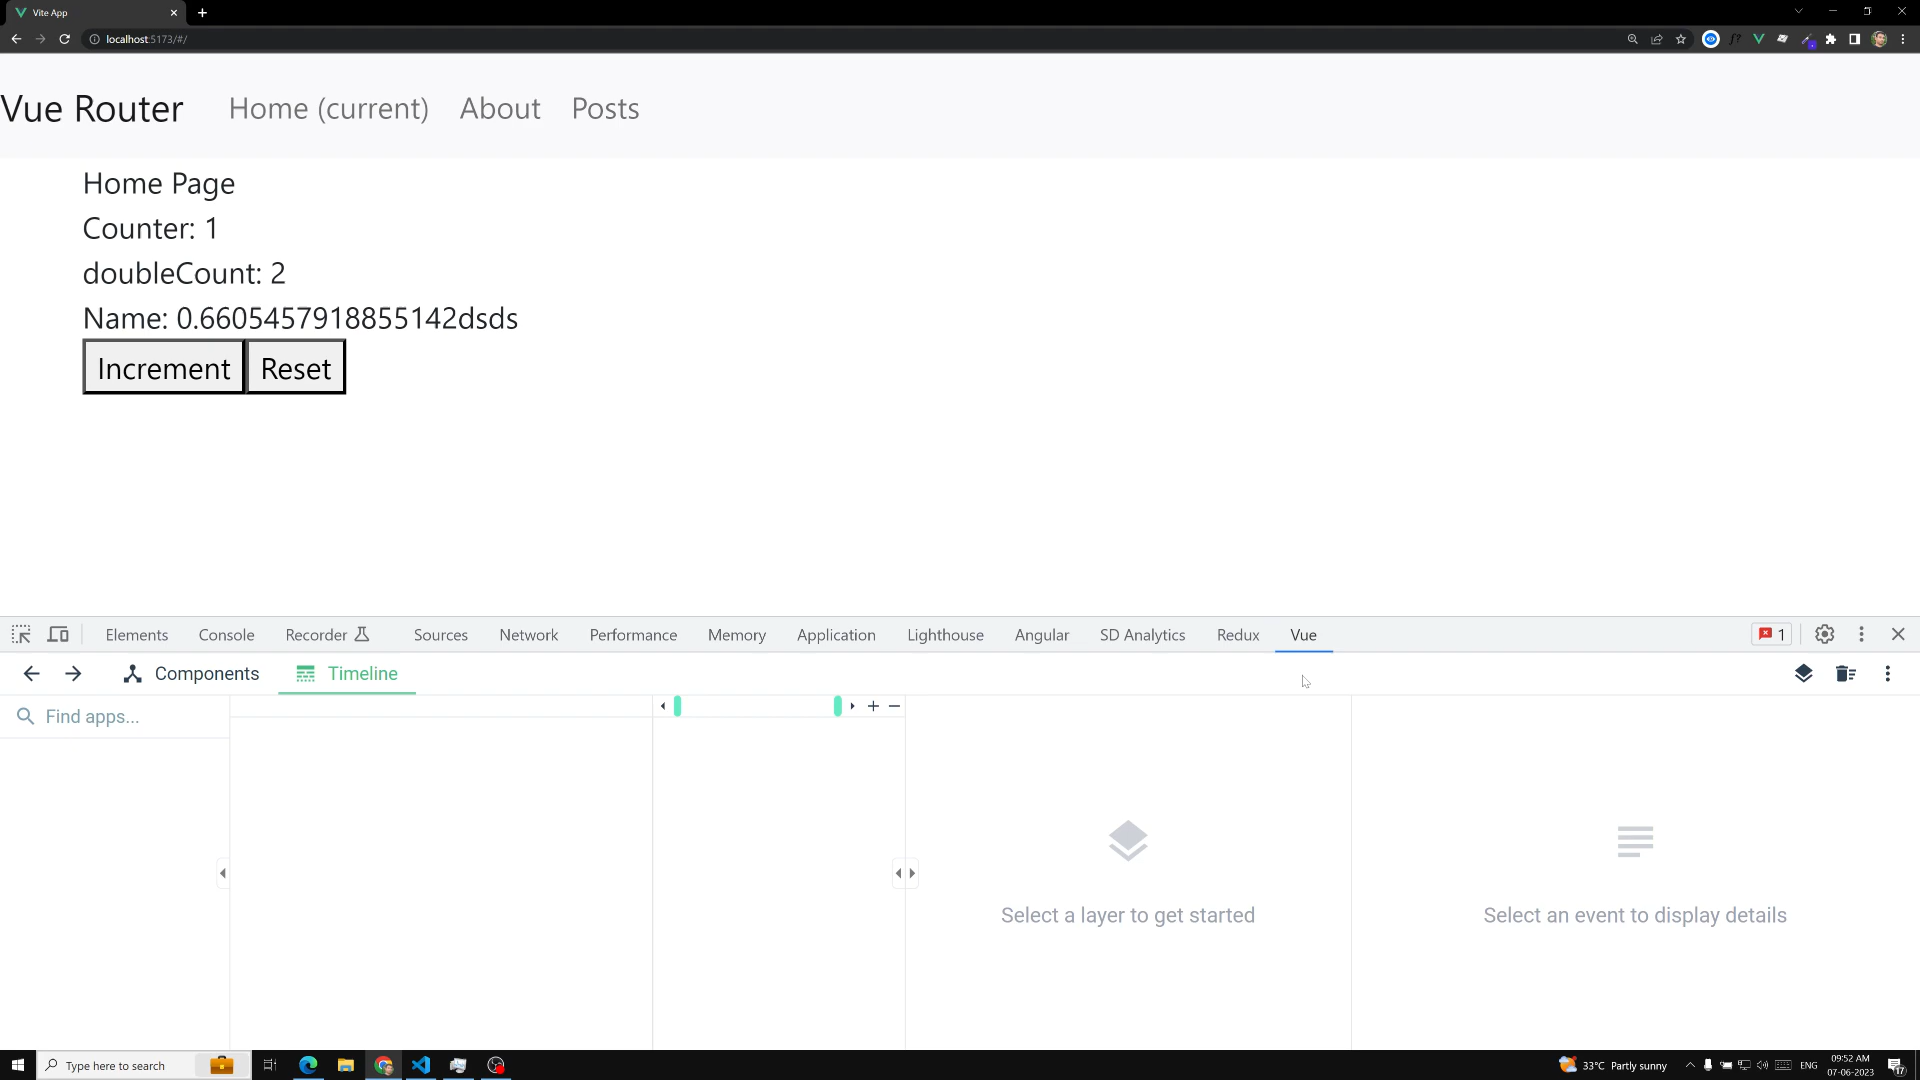 Vite App
localhost:5173/#/
Vue Router Home (current) About Posts
Home Page
Counter: 1
doubleCount: 2
Name: 0.6605457918855142dsds
Increment Reset
Elements Console Recorder Sources Network Performance Memory Application Lighthouse Angular SD Analytics Redux Vue 1
Components Timeline
Find apps...
Select a layer to get started
Select an event to display details
Type here to search
33°C Partly sunny
ENG
09:52 AM
07-06-2023
17